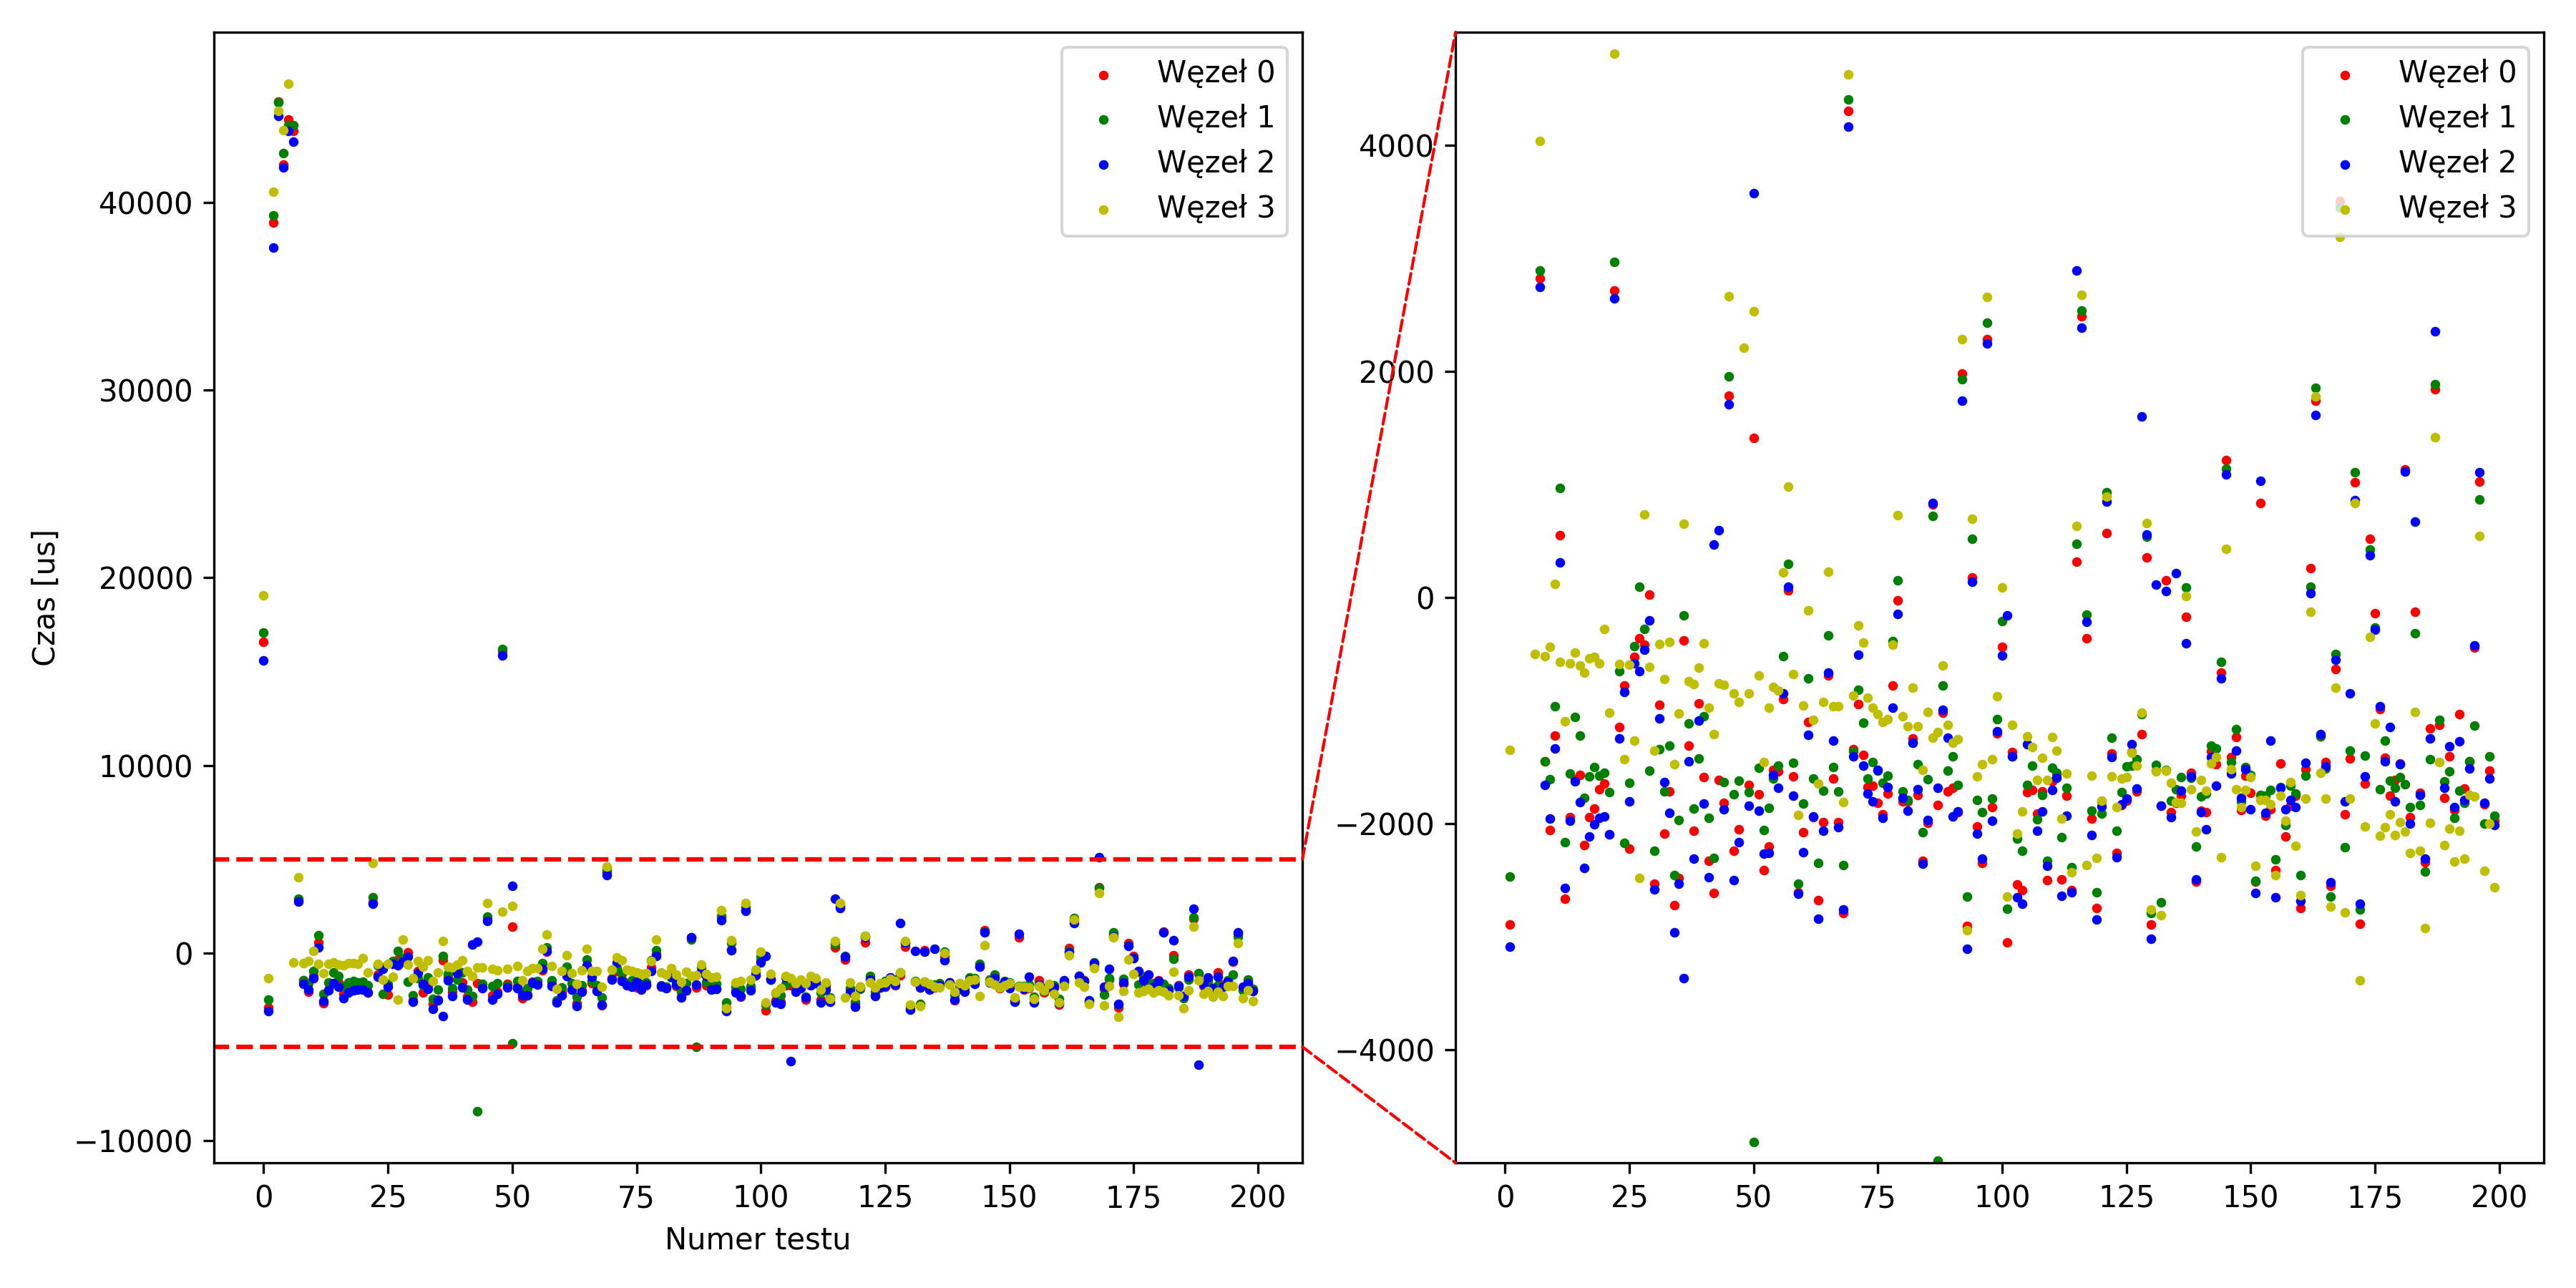 Czas [us]
40000
30000
20000
10000
0
−10000
0 25 50 75 100 125 150 175 200
Numer testu
Węzeł 0
Węzeł 1
Węzeł 2
Węzeł 3
4000
2000
0
−2000
−4000
0 25 50 75 100 125 150 175 200
Węzeł 0
Węzeł 1
Węzeł 2
Węzeł 3